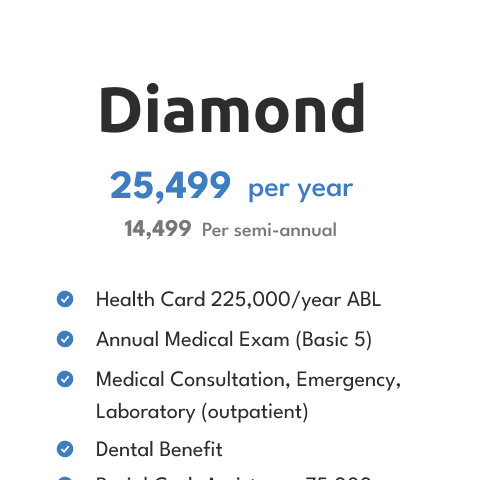 Diamond
25,499 per year
14,499 Per semi-annual
Health Card 225,000/year ABL
Annual Medical Exam (Basic 5)
Medical Consultation, Emergency,
Laboratory (outpatient)
Dental Benefit